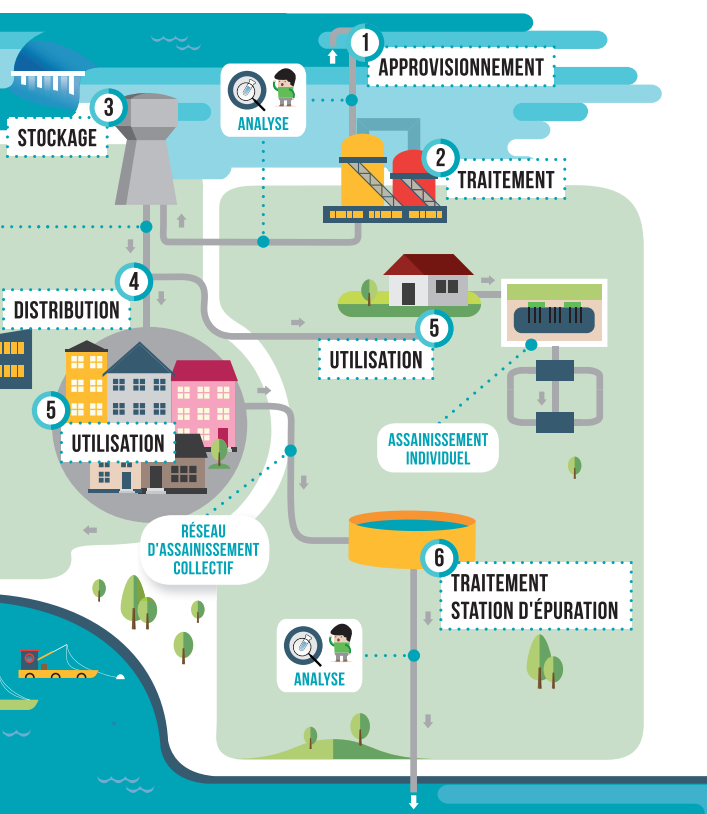 1
APPROVISIONNEMENT
3
STOCKAGE
ANALYSE
2
TRAITEMENT
4
DISTRIBUTION
5
UTILISATION
5
UTILISATION
ASSAINISSEMENT
INDIVIDUEL
RÉSEAU
D'ASSAINISSEMENT
COLLECTIF
6
TRAITEMENT
STATION D'ÉPURATION
ANALYSE